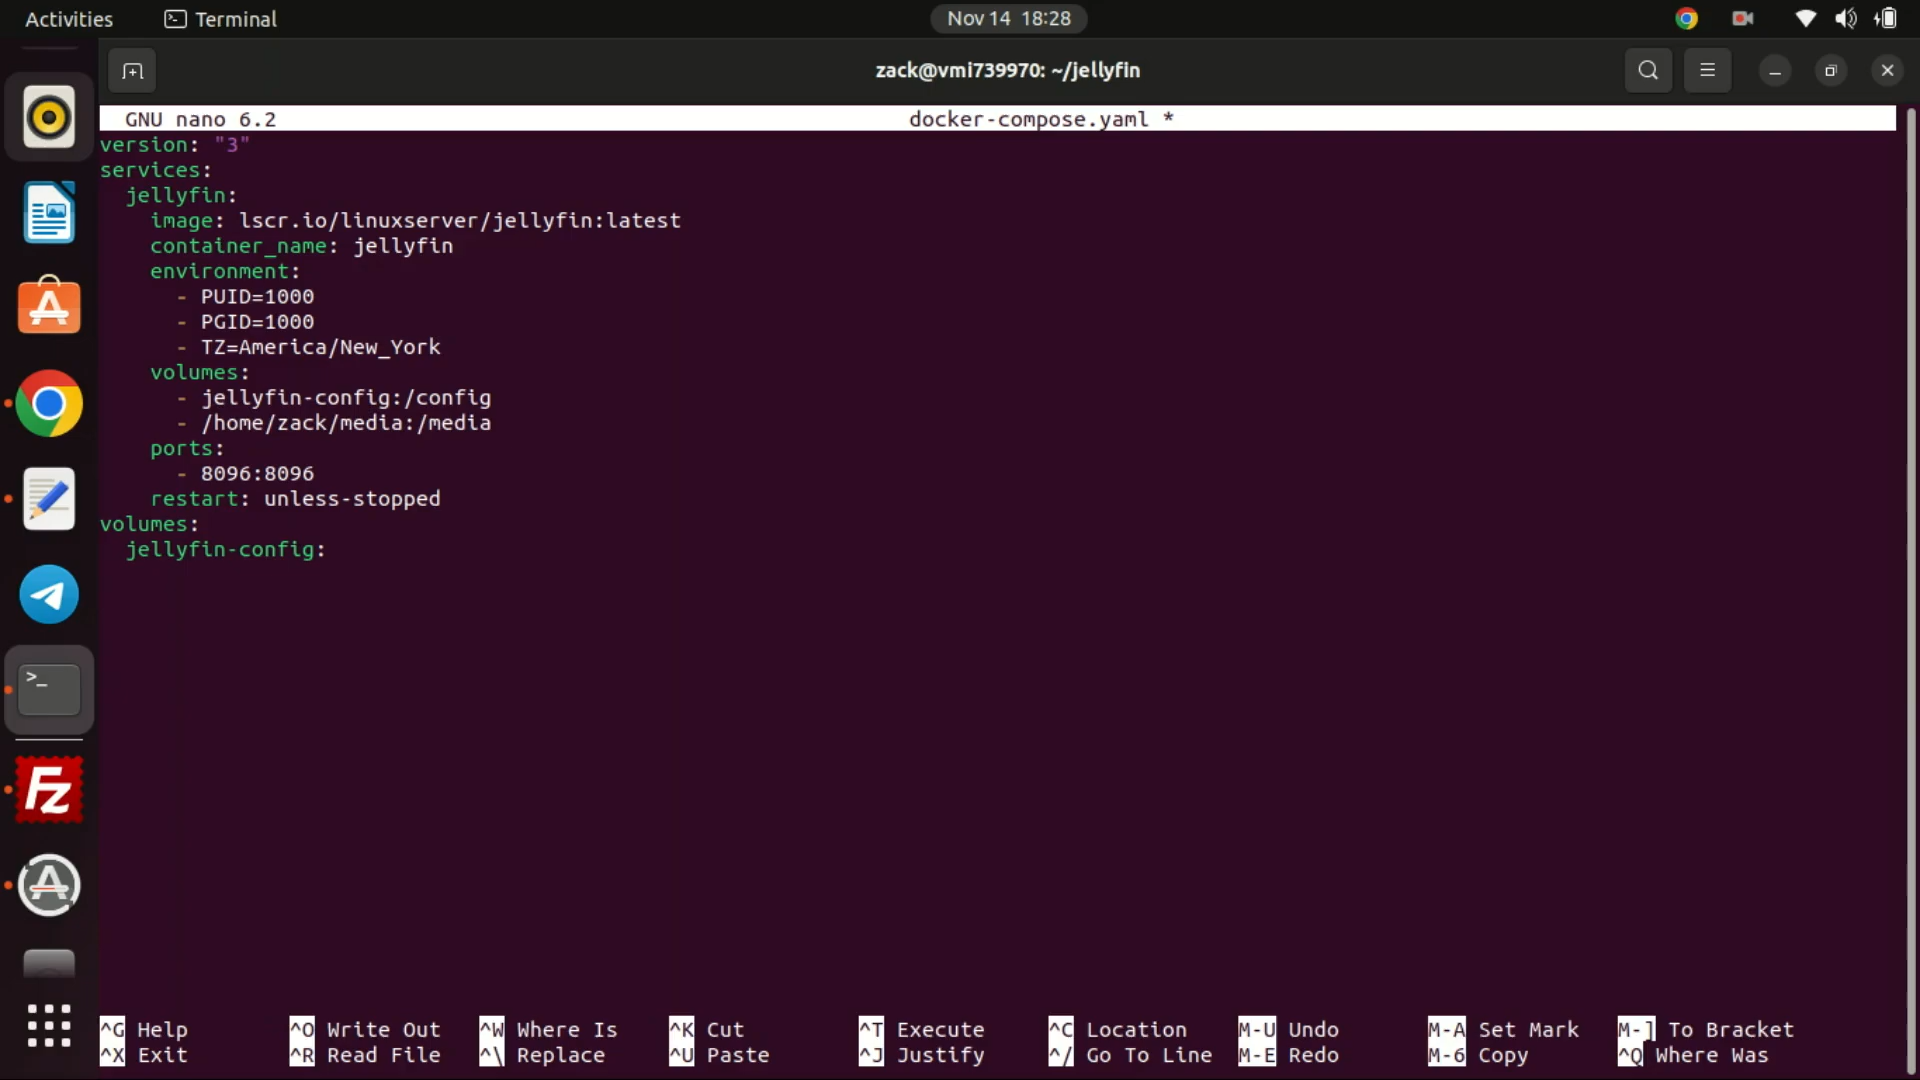 Activities Terminal Nov 14 18:28
zack@vmi739970: ~/jellyfin
GNU nano 6.2 docker-compose.yaml *
version: "3"
services:
  jellyfin:
    image: lscr.io/linuxserver/jellyfin:latest
    container_name: jellyfin
    environment:
      - PUID=1000
      - PGID=1000
      - TZ=America/New_York
    volumes:
      - jellyfin-config:/config
      - /home/zack/media:/media
    ports:
      - 8096:8096
    restart: unless-stopped
volumes:
  jellyfin-config:
^G Help ^O Write Out ^W Where Is ^K Cut ^T Execute ^C Location M-U Undo M-A Set Mark M-] To Bracket
^X Exit ^R Read File ^\ Replace ^U Paste ^J Justify ^/ Go To Line M-E Redo M-6 Copy ^Q Where Was